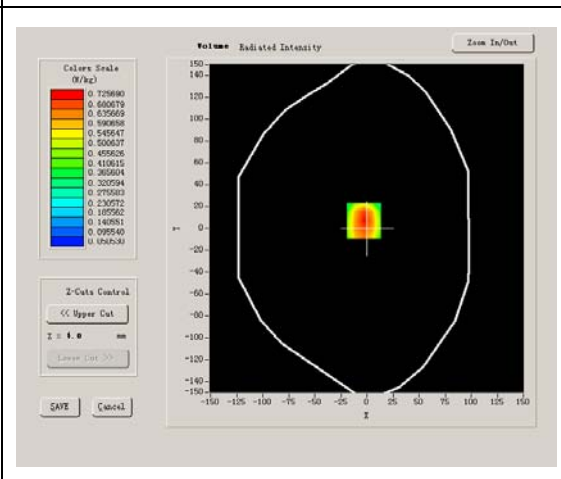 Volume Radiated Intensity
Zoom In/Out
Colors Scale
(W/kg)
0.725690
0.680679
0.635669
0.590658
0.545647
0.500637
0.455626
0.410615
0.365604
0.320594
0.275583
0.230572
0.185562
0.140551
0.095540
0.050530
Z-Cuts Control
<< Upper Cut
mm
Lower Cut >>
SAVE
Cancel
150
120
100
80
60
40
20
0
-20
-40
-60
-80
-100
-120
-140
-150
Y
-150 -125 -100 -75 -50 -25 0 25 50 75 100 125 150
X